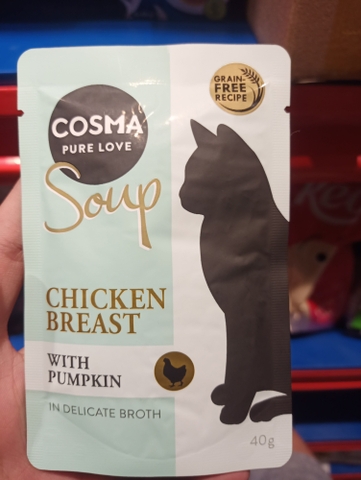 GRAIN-
FREE
RECIPE
COSMA
PURE LOVE
Soup
CHICKEN
BREAST
WITH
PUMPKIN
IN DELICATE BROTH
40g